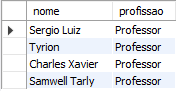 nome profissao
Sergio Luiz Professor
Tyrion Professor
Charles Xavier Professor
Samwell Tarly Professor